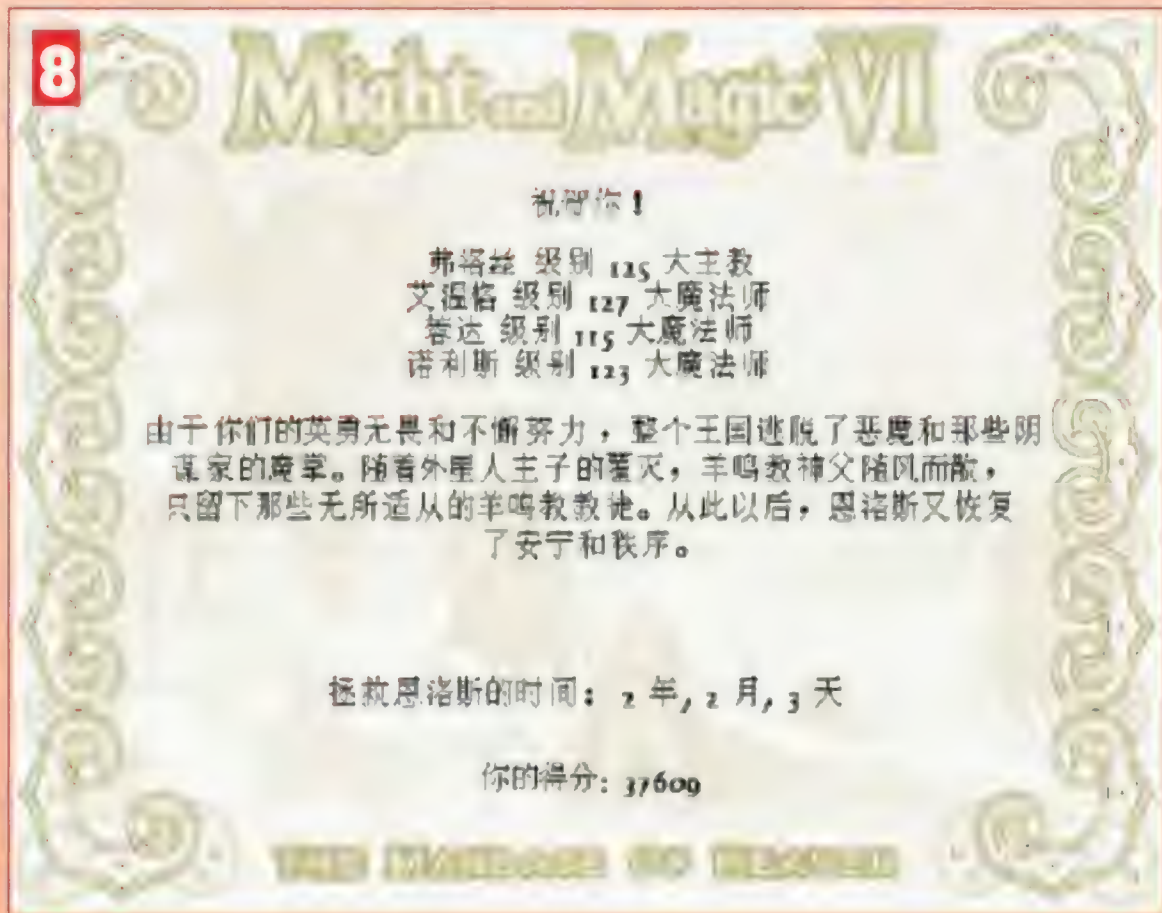 8
Might and Magic VI
祝贺你！
弗洛兹 级别 125 大主教
艾温格 级别 127 大魔法师
蓉达 级别 115 大魔法师
诺利斯 级别 123 大魔法师
由于你们的英勇无畏和不懈努力，整个王国逃脱了恶魔和那些阴
谋家的魔掌。随着外星人主子的覆灭，羊鸣教神父随风而散，
只留下那些无所适从的羊鸣教教徒。从此以后，恩洛斯又恢复
了安宁和秩序。
拯救恩洛斯的时间： 2 年, 2 月, 3 天
你的得分: 37609
THE MANDATE OF HEAVEN